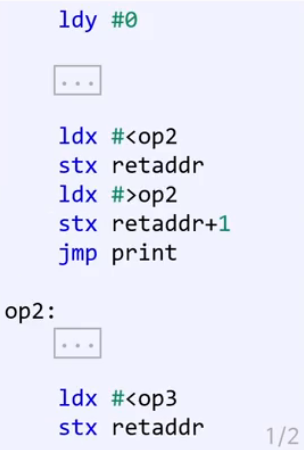 ldy #0
...
ldx #<op2
stx retaddr
ldx #>op2
stx retaddr+1
jmp print
op2:
...
ldx #<op3
stx retaddr
1/2